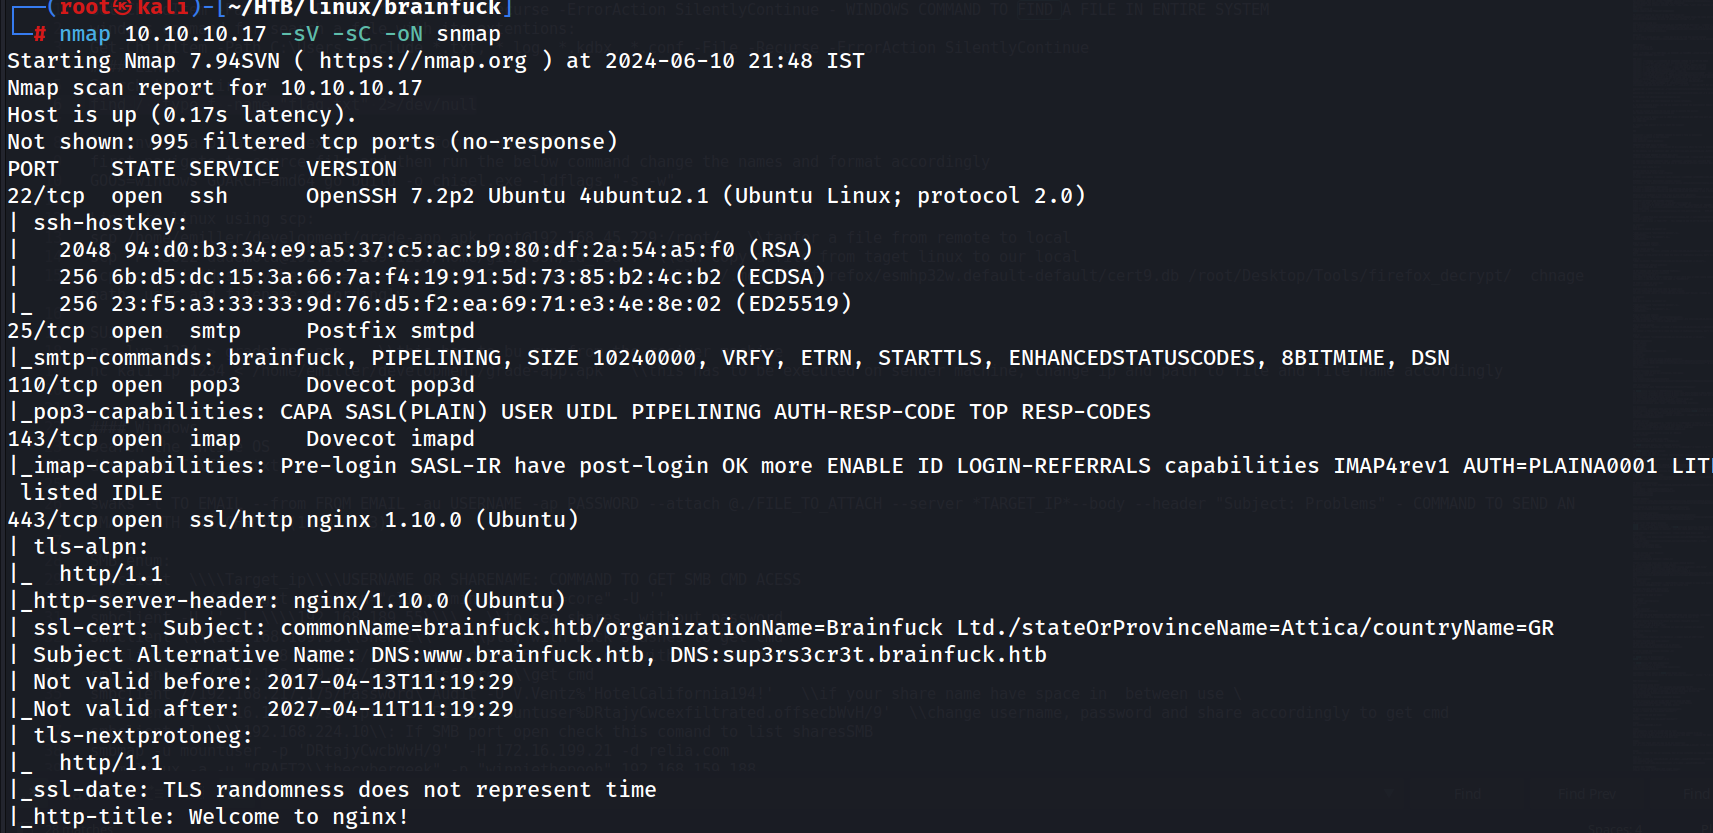 ┌──(root㉿kali)-[~/HTB/linux/brainfuck]
└─# nmap 10.10.10.17 -sV -sC -oN snmap
Starting Nmap 7.94SVN ( https://nmap.org ) at 2024-06-10 21:48 IST
Nmap scan report for 10.10.10.17
Host is up (0.17s latency).
Not shown: 995 filtered tcp ports (no-response)
PORT    STATE SERVICE  VERSION
22/tcp  open  ssh      OpenSSH 7.2p2 Ubuntu 4ubuntu2.1 (Ubuntu Linux; protocol 2.0)
| ssh-hostkey:
|   2048 94:d0:b3:34:e9:a5:37:c5:ac:b9:80:df:2a:54:a5:f0 (RSA)
|   256 6b:d5:dc:15:3a:66:7a:f4:19:91:5d:73:85:b2:4c:b2 (ECDSA)
|_  256 23:f5:a3:33:33:9d:76:d5:f2:ea:69:71:e3:4e:8e:02 (ED25519)
25/tcp  open  smtp     Postfix smtpd
|_smtp-commands: brainfuck, PIPELINING, SIZE 10240000, VRFY, ETRN, STARTTLS, ENHANCEDSTATUSCODES, 8BITMIME, DSN
110/tcp open  pop3     Dovecot pop3d
|_pop3-capabilities: CAPA SASL(PLAIN) USER UIDL PIPELINING AUTH-RESP-CODE TOP RESP-CODES
143/tcp open  imap     Dovecot imapd
|_imap-capabilities: Pre-login SASL-IR have post-login OK more ENABLE ID LOGIN-REFERRALS capabilities IMAP4rev1 AUTH=PLAINA0001
listed IDLE
443/tcp open  ssl/http nginx 1.10.0 (Ubuntu)
| tls-alpn:
|_  http/1.1
|_http-server-header: nginx/1.10.0 (Ubuntu)
| ssl-cert: Subject: commonName=brainfuck.htb/organizationName=Brainfuck Ltd./stateOrProvinceName=Attica/countryName=GR
| Subject Alternative Name: DNS:www.brainfuck.htb, DNS:sup3rs3cr3t.brainfuck.htb
| Not valid before: 2017-04-13T11:19:29
|_Not valid after:  2027-04-11T11:19:29
| tls-nextprotoneg:
|_  http/1.1
|_ssl-date: TLS randomness does not represent time
|_http-title: Welcome to nginx!